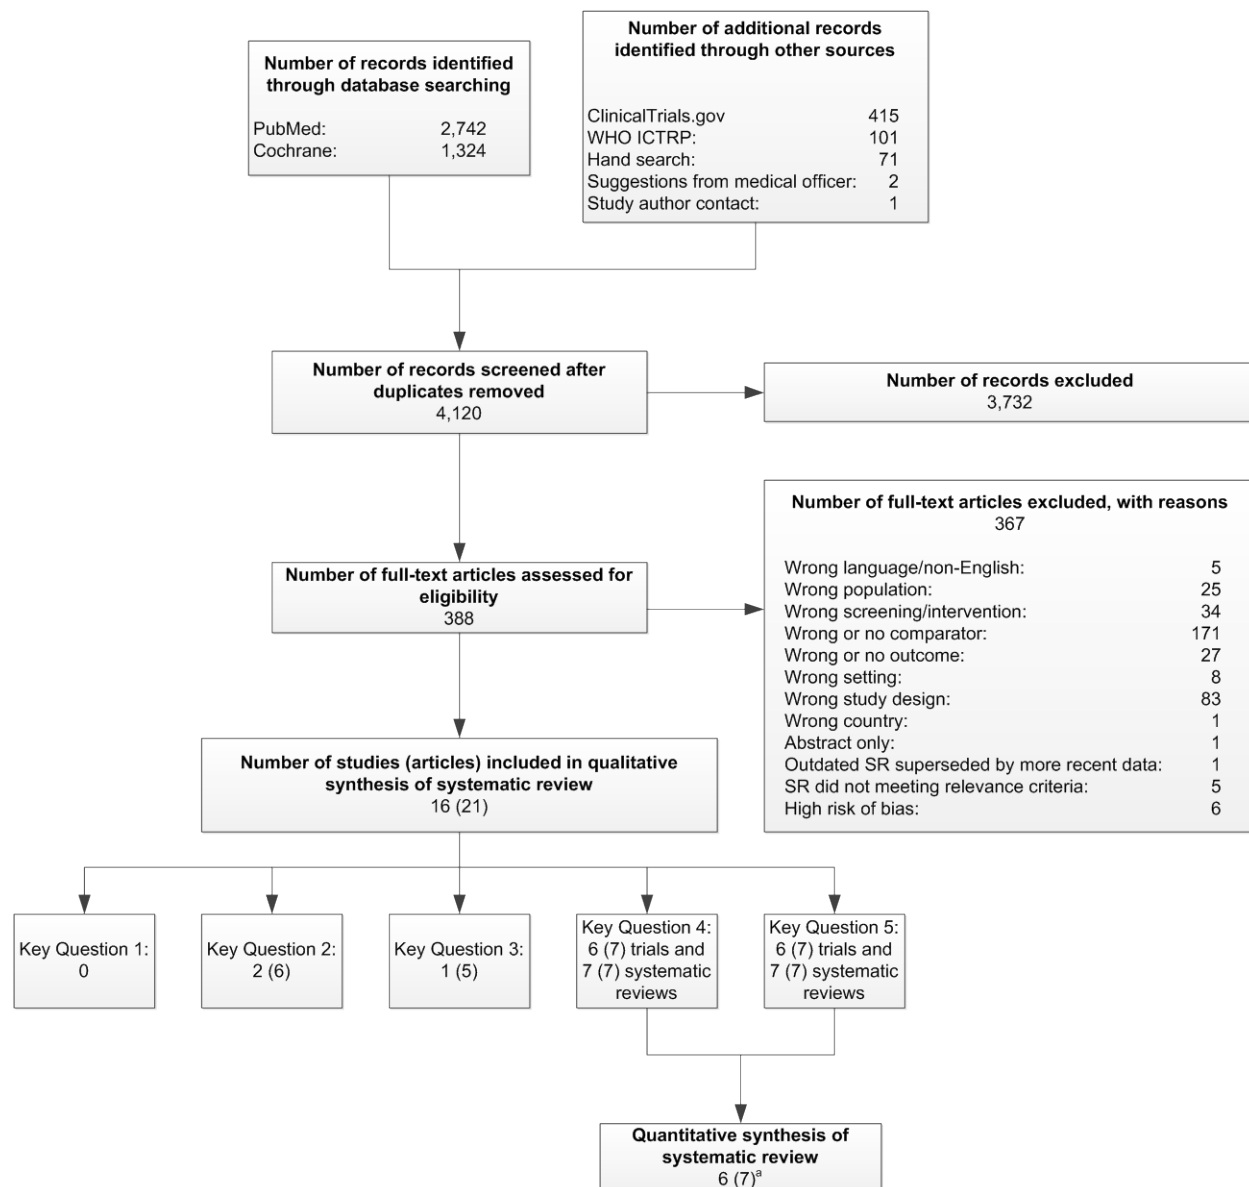 Number of records identified
through database searching
PubMed: 2,742
Cochrane: 1,324
Number of additional records
identified through other sources
ClinicalTrials.gov 415
WHO ICTRP: 101
Hand search: 71
Suggestions from medical officer: 2
Study author contact: 1
Number of records screened after
duplicates removed
4,120
Number of records excluded
3,732
Number of full-text articles assessed for
eligibility
388
Number of full-text articles excluded, with reasons
367
Wrong language/non-English: 5
Wrong population: 25
Wrong screening/intervention: 34
Wrong or no comparator: 171
Wrong or no outcome: 27
Wrong setting: 8
Wrong study design: 83
Wrong country: 1
Abstract only: 1
Outdated SR superseded by more recent data: 1
SR did not meeting relevance criteria: 5
High risk of bias: 6
Number of studies (articles) included in qualitative
synthesis of systematic review
16 (21)
Key Question 1:
0
Key Question 2:
2 (6)
Key Question 3:
1 (5)
Key Question 4:
6 (7) trials and
7 (7) systematic
reviews
Key Question 5:
6 (7) trials and
7 (7) systematic
reviews
Quantitative synthesis of
systematic review
6 (7)a